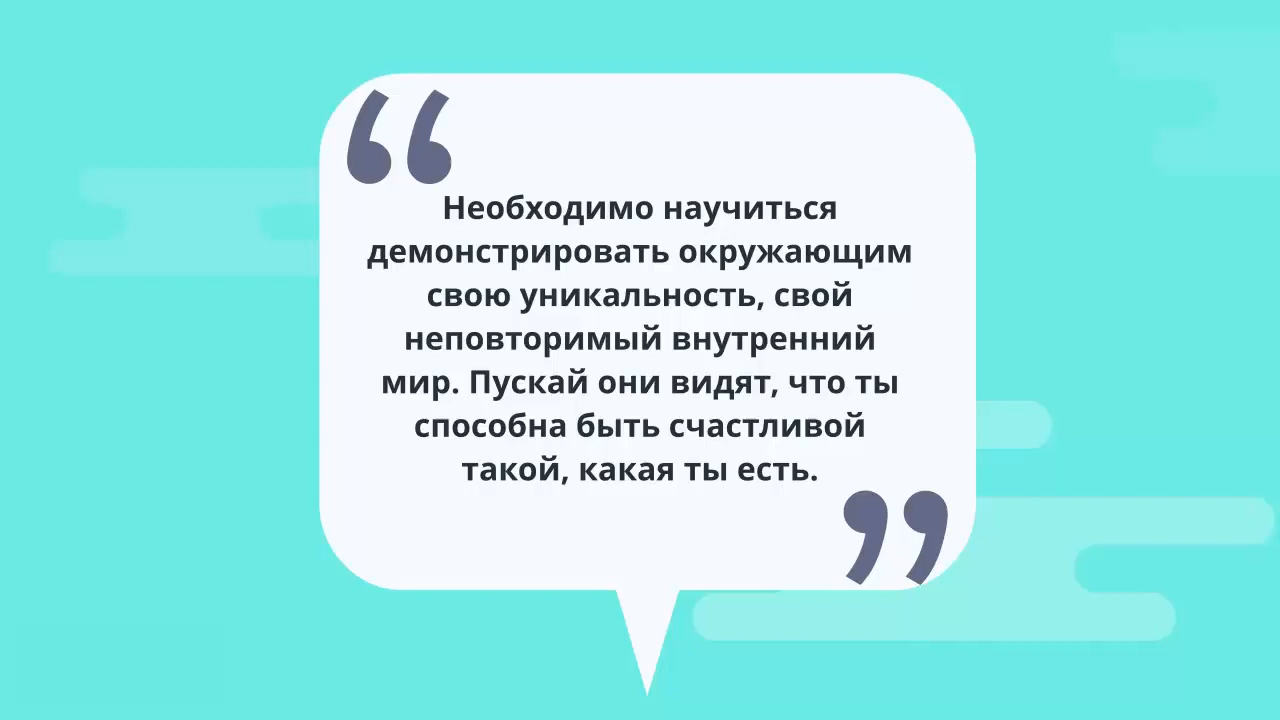 Необходимо научиться
демонстрировать окружающим
свою уникальность, свой
неповторимый внутренний
мир. Пускай они видят, что ты
способна быть счастливой
такой, какая ты есть.